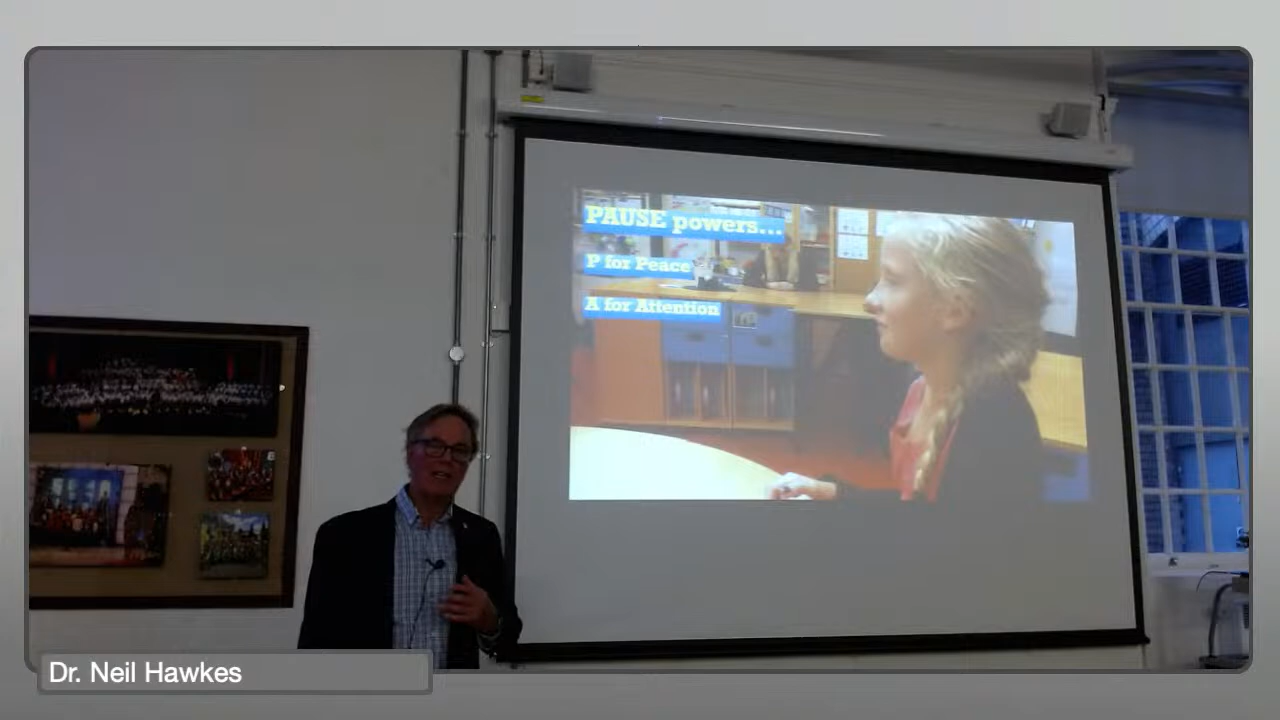 PAUSE powers...
P for Peace
A for Attention
Dr. Neil Hawkes